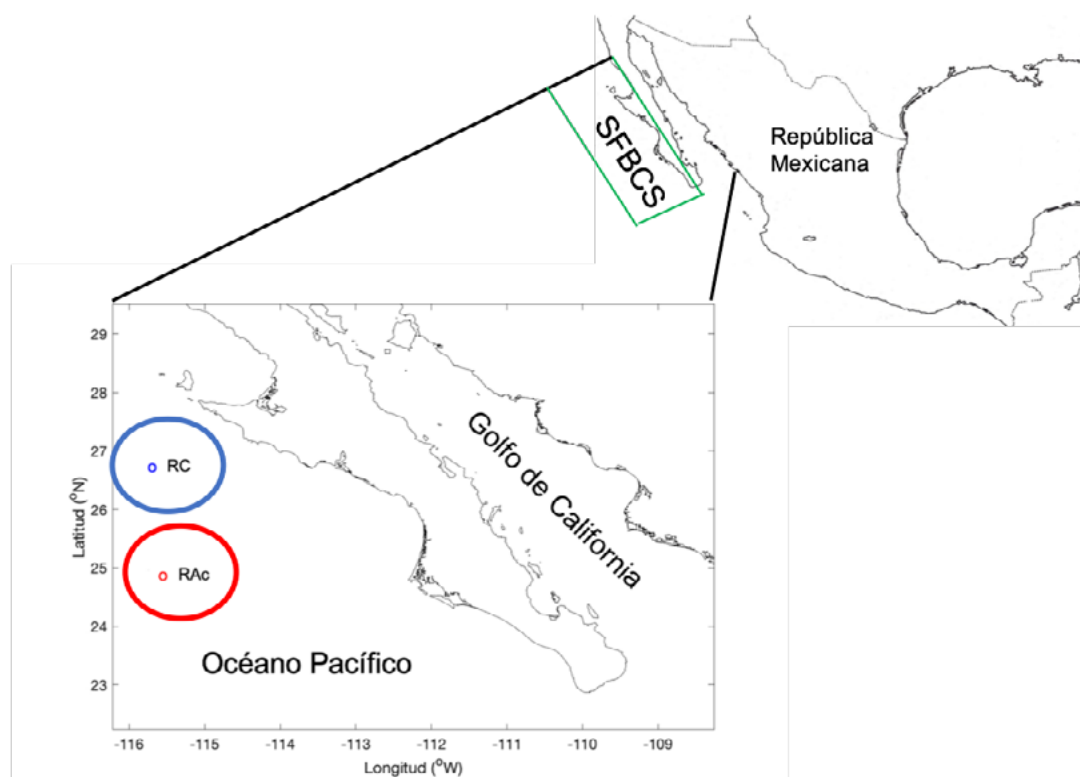 República
Mexicana
SFBCS
29
28
27
26
25
24
23
Latitud (°N)
RC
RAc
Golfo de California
Océano Pacífico
-116
-115
-114
-113
-112
-111
-110
-109
Longitud (°W)